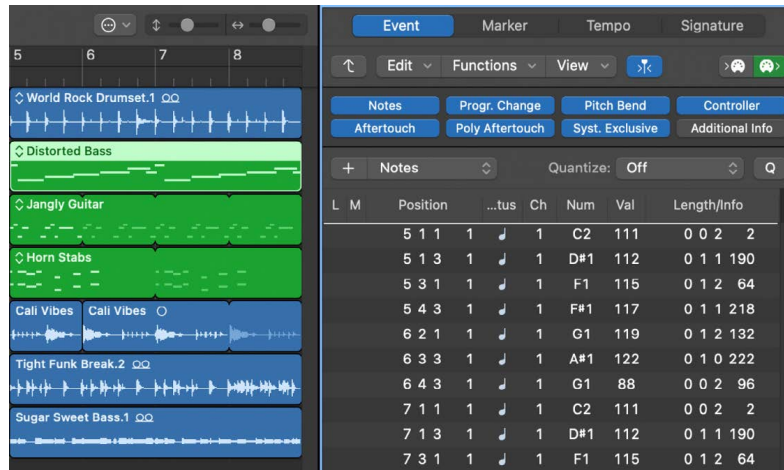 5 6 7 8
World Rock Drumset.1
Distorted Bass
Jangly Guitar
Horn Stabs
Cali Vibes Cali Vibes
Tight Funk Break.2
Sugar Sweet Bass.1
Event Marker Tempo Signature
Edit Functions View
Notes Progr. Change Pitch Bend Controller
Aftertouch Poly Aftertouch Syst. Exclusive Additional Info
+ Notes Quantize: Off Q
L M Position ...tus Ch Num Val Length/Info
5 1 1 1 1 C2 111 0 0 2 2
5 1 3 1 1 D#1 112 0 1 1 190
5 3 1 1 1 F1 115 0 1 2 64
5 4 3 1 1 F#1 117 0 1 1 218
6 2 1 1 1 G1 119 0 1 2 132
6 3 3 1 1 A#1 122 0 1 0 222
6 4 3 1 1 G1 88 0 0 2 96
7 1 1 1 1 C2 111 0 0 2 2
7 1 3 1 1 D#1 112 0 1 1 190
7 3 1 1 1 F1 115 0 1 2 64